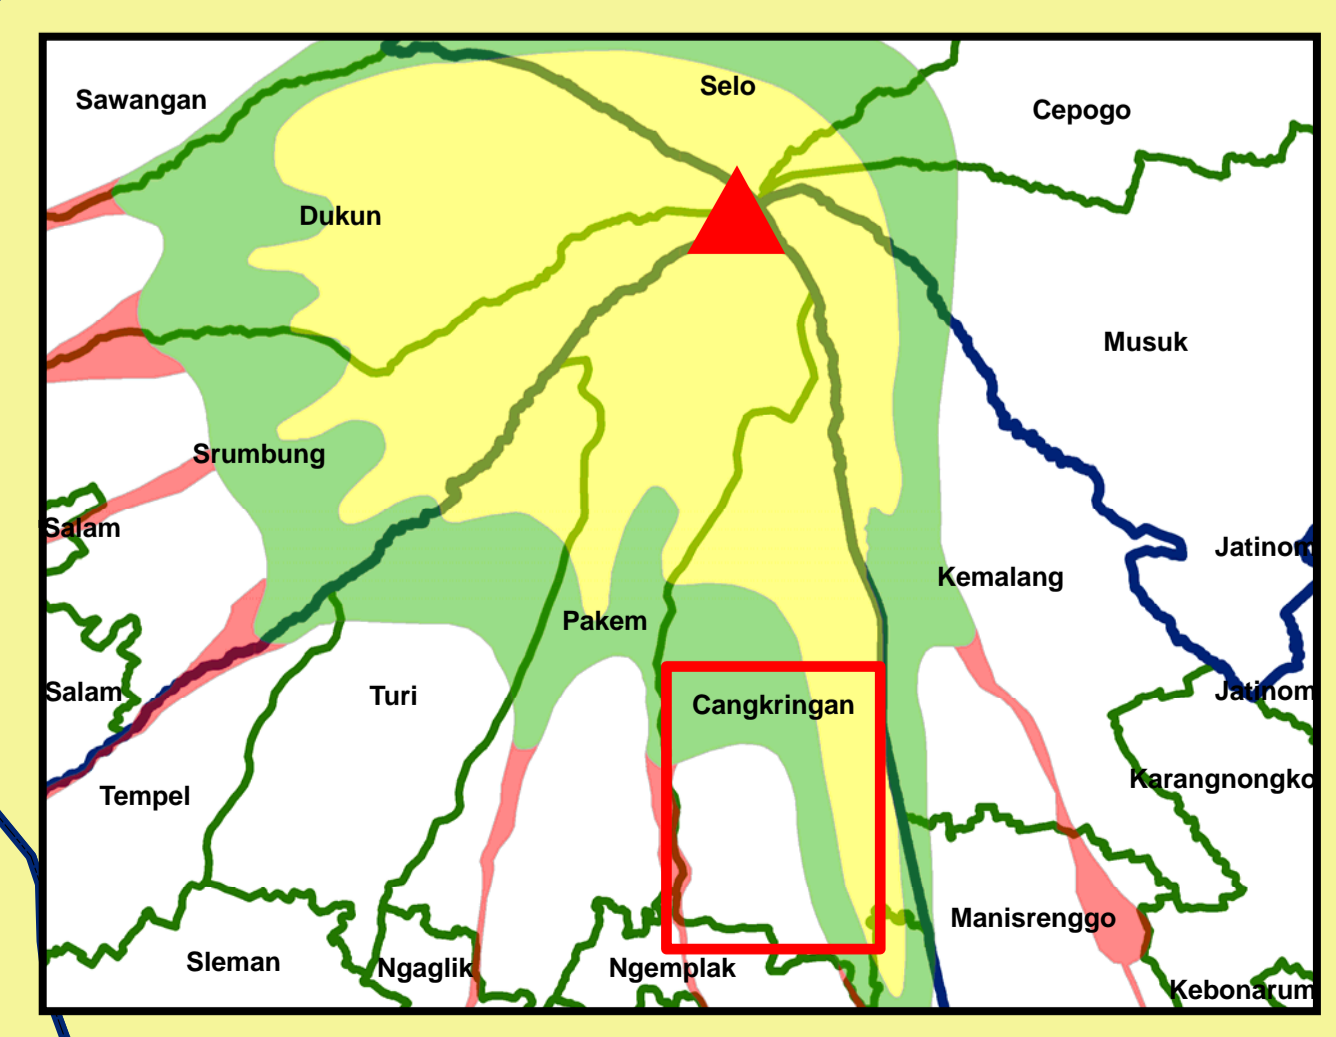 Selo
Sawangan
Cepogo
Dukun
Musuk
Srumbung
Salam
Jatinom
Kemalang
Pakem
Salam
Turi
Cangkringan
Jatinom
Tempel
Karangnongko
Manisrenggo
Sleman
Ngaglik
Ngemplak
Kebonarum